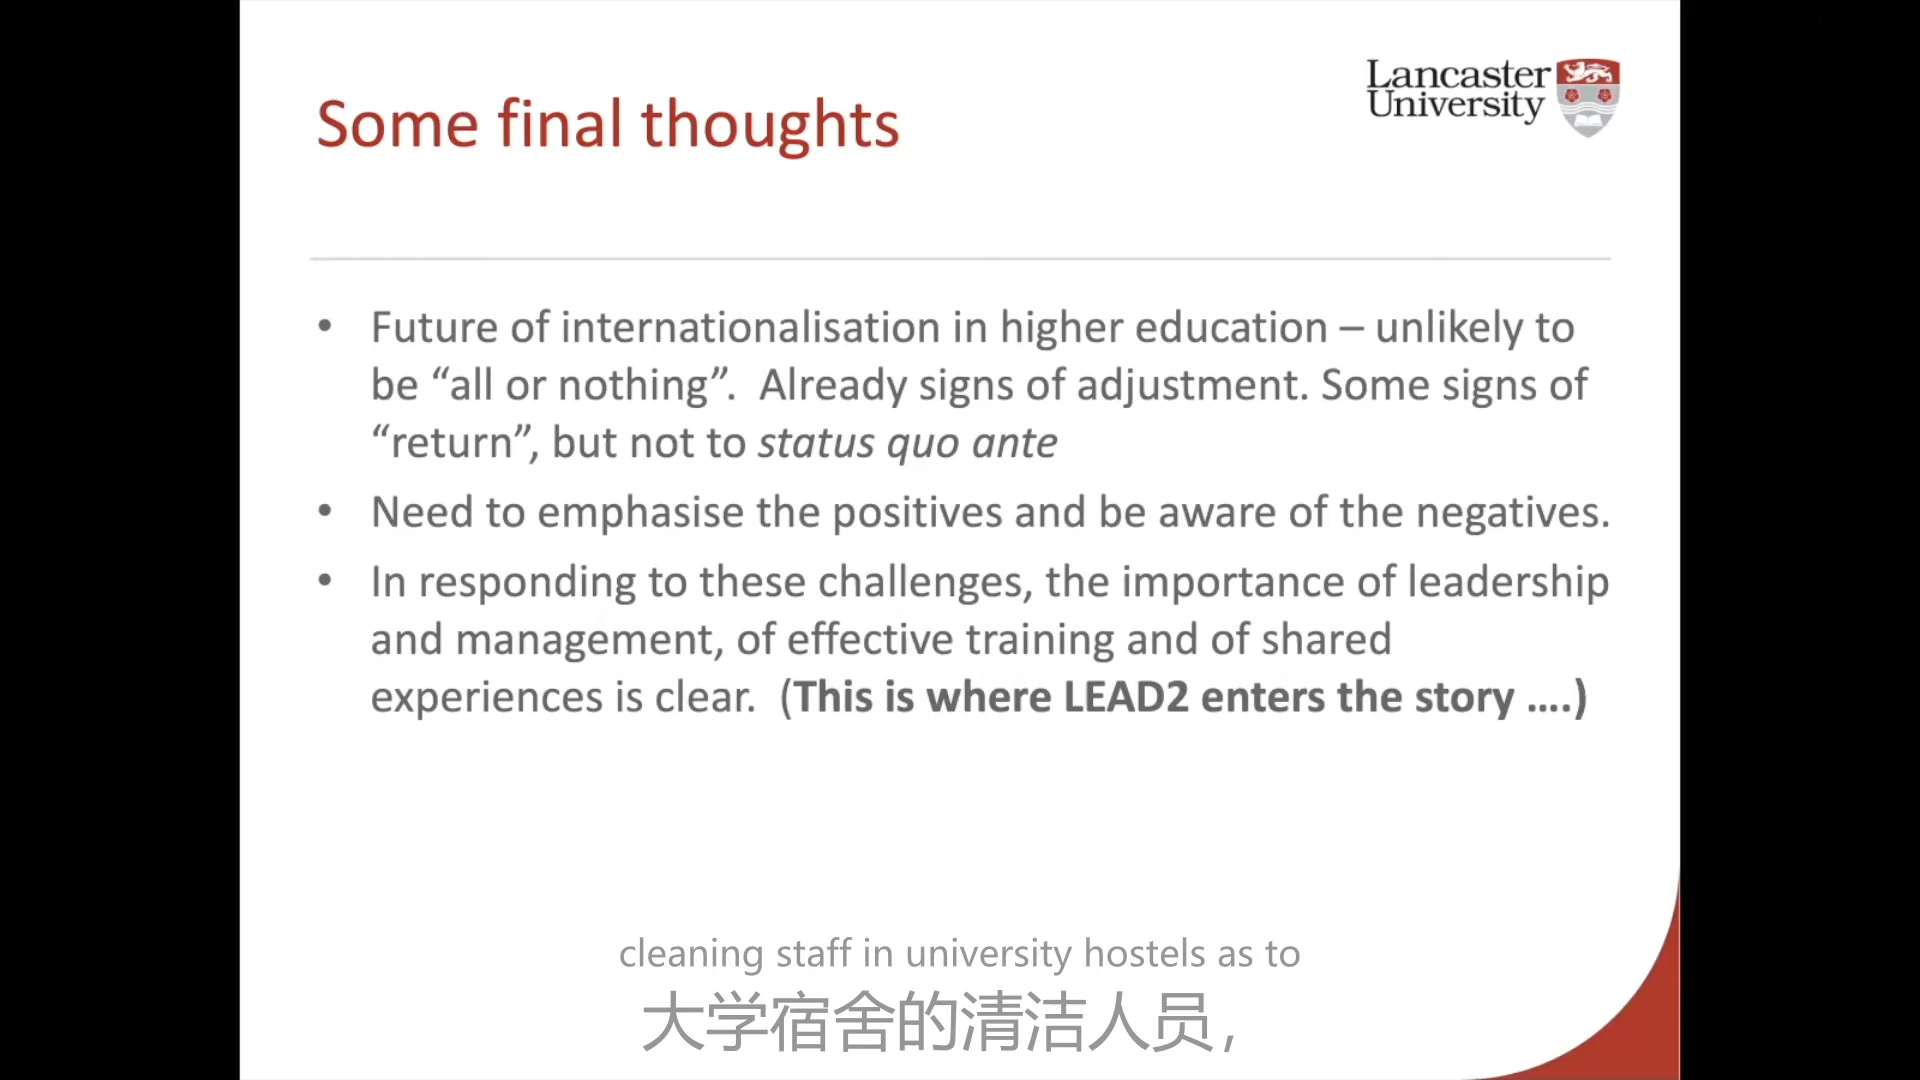 Lancaster
University
Some final thoughts
• Future of internationalisation in higher education – unlikely to
be “all or nothing”.  Already signs of adjustment. Some signs of
“return”, but not to status quo ante
• Need to emphasise the positives and be aware of the negatives.
• In responding to these challenges, the importance of leadership
and management, of effective training and of shared
experiences is clear.  (This is where LEAD2 enters the story ....)
cleaning staff in university hostels as to
大学宿舍的清洁人员，